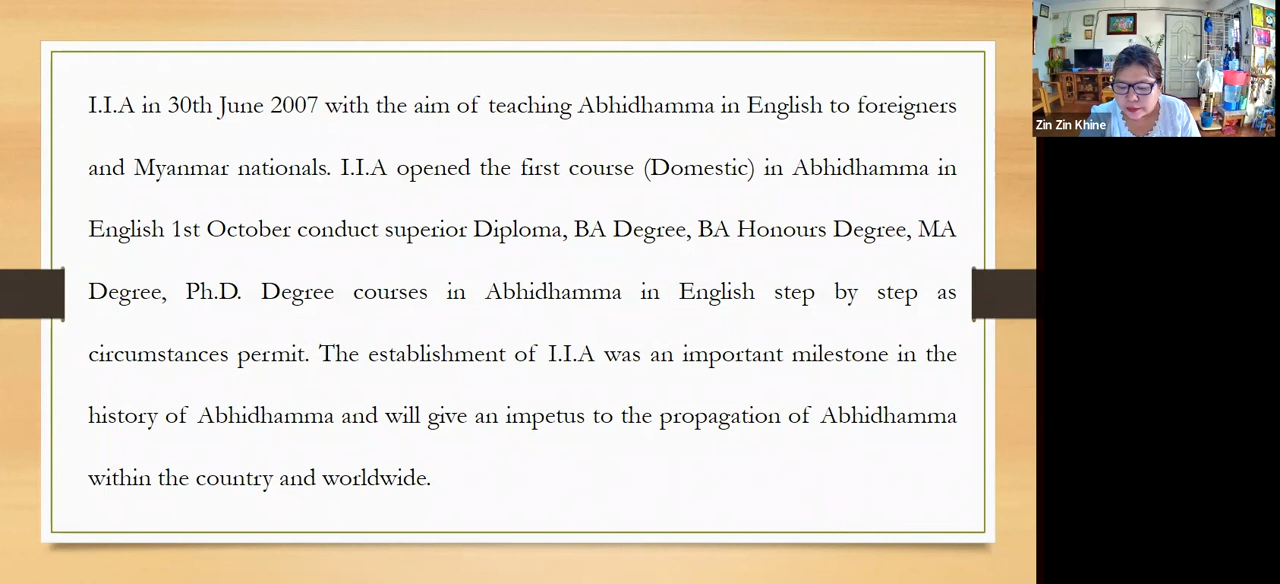 I.I.A in 30th June 2007 with the aim of teaching Abhidhamma in English to foreigners
and Myanmar nationals. I.I.A opened the first course (Domestic) in Abhidhamma in
English 1st October conduct superior Diploma, BA Degree, BA Honours Degree, MA
Degree, Ph.D. Degree courses in Abhidhamma in English step by step as
circumstances permit. The establishment of I.I.A was an important milestone in the
history of Abhidhamma and will give an impetus to the propagation of Abhidhamma
within the country and worldwide.
Zin Zin Khine